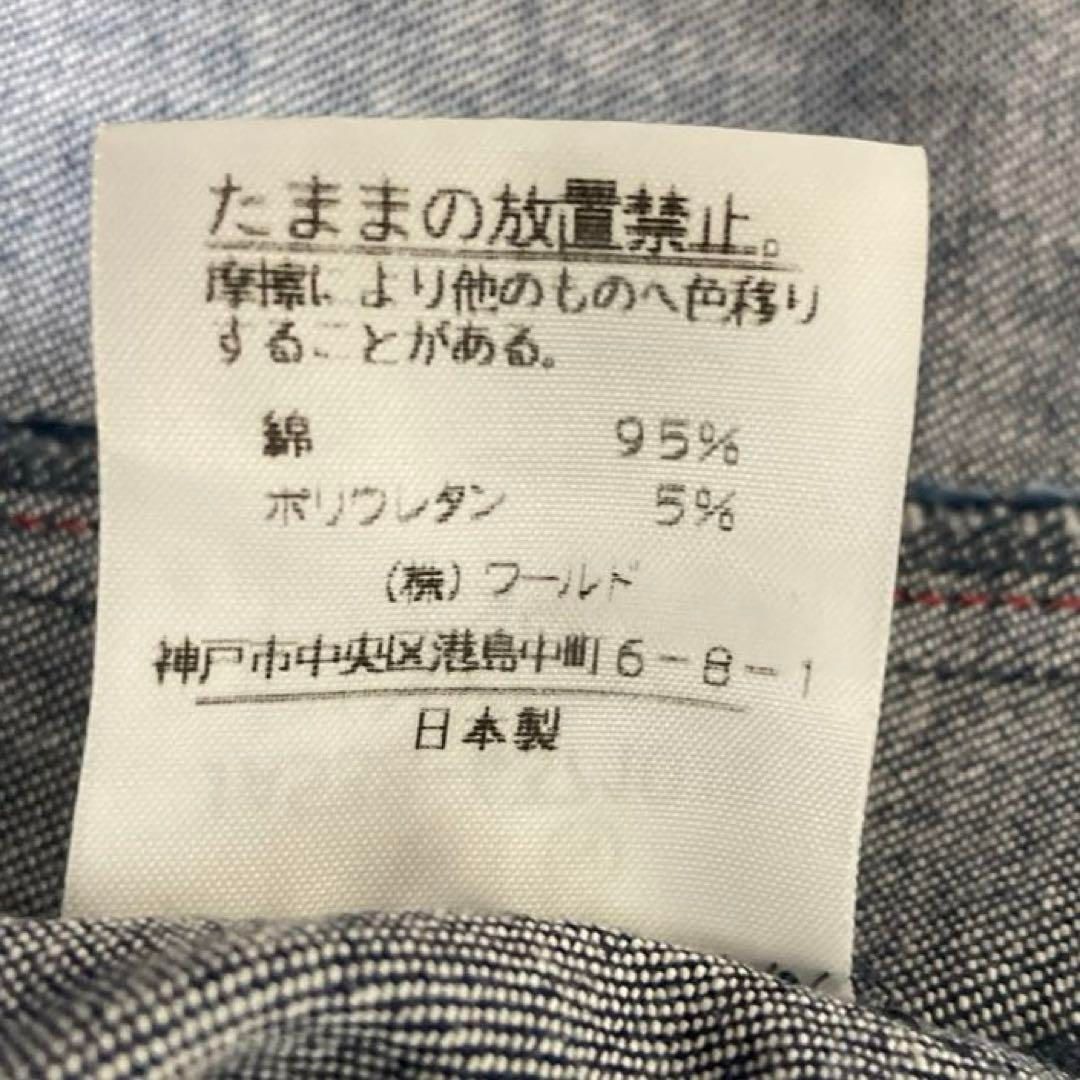 たままの放置禁止。
摩擦により他のものへ色移り
することがある。
綿 95%
ポリウレタン 5%
(株)ワールド
神戸市中央区港島中町6-8-1
日本製